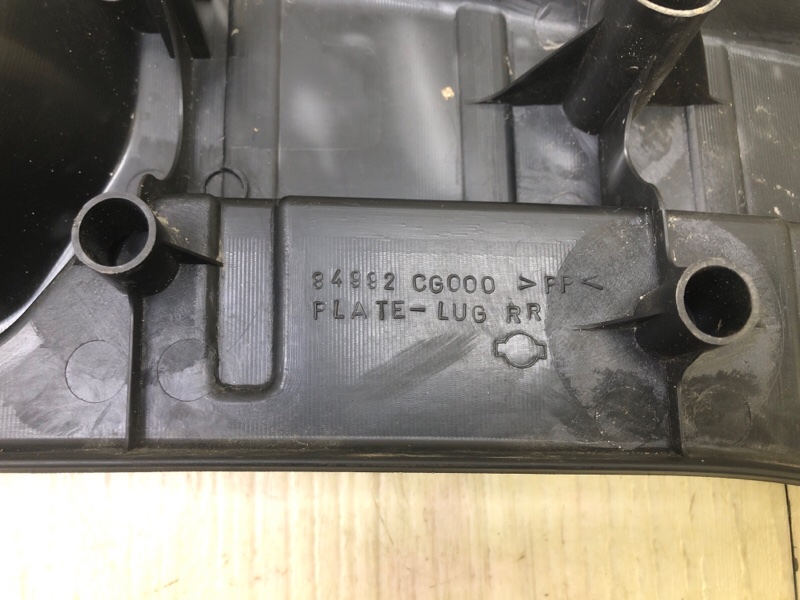 84992 CG000 >PP<
PLATE-LUG RR